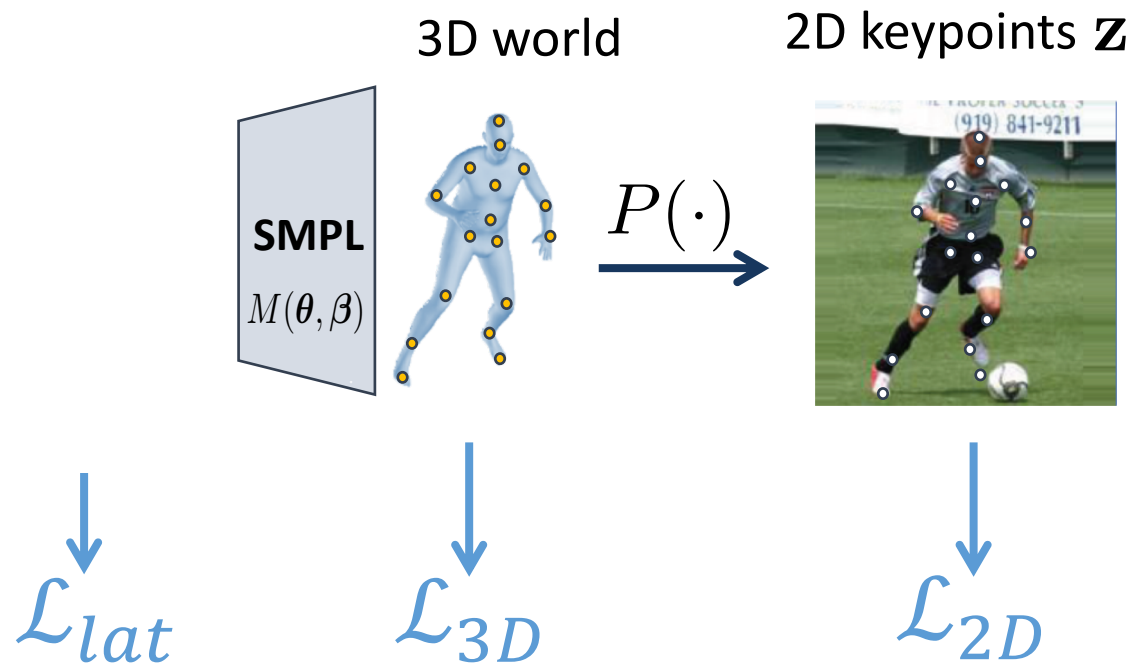 3D world
2D keypoints z
(919) 841-9211
P(·)
SMPL
M(θ, β)
ℒlat
ℒ3D
ℒ2D